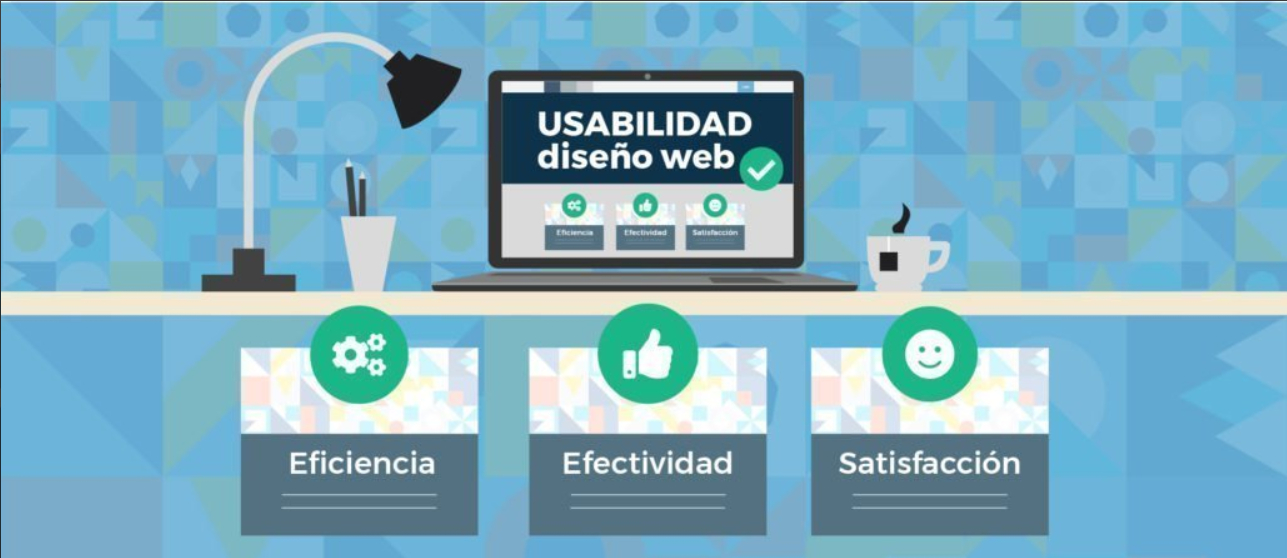 USABILIDAD
diseño web
Eficiencia
Efectividad
Satisfacción
Eficiencia
Efectividad
Satisfacción